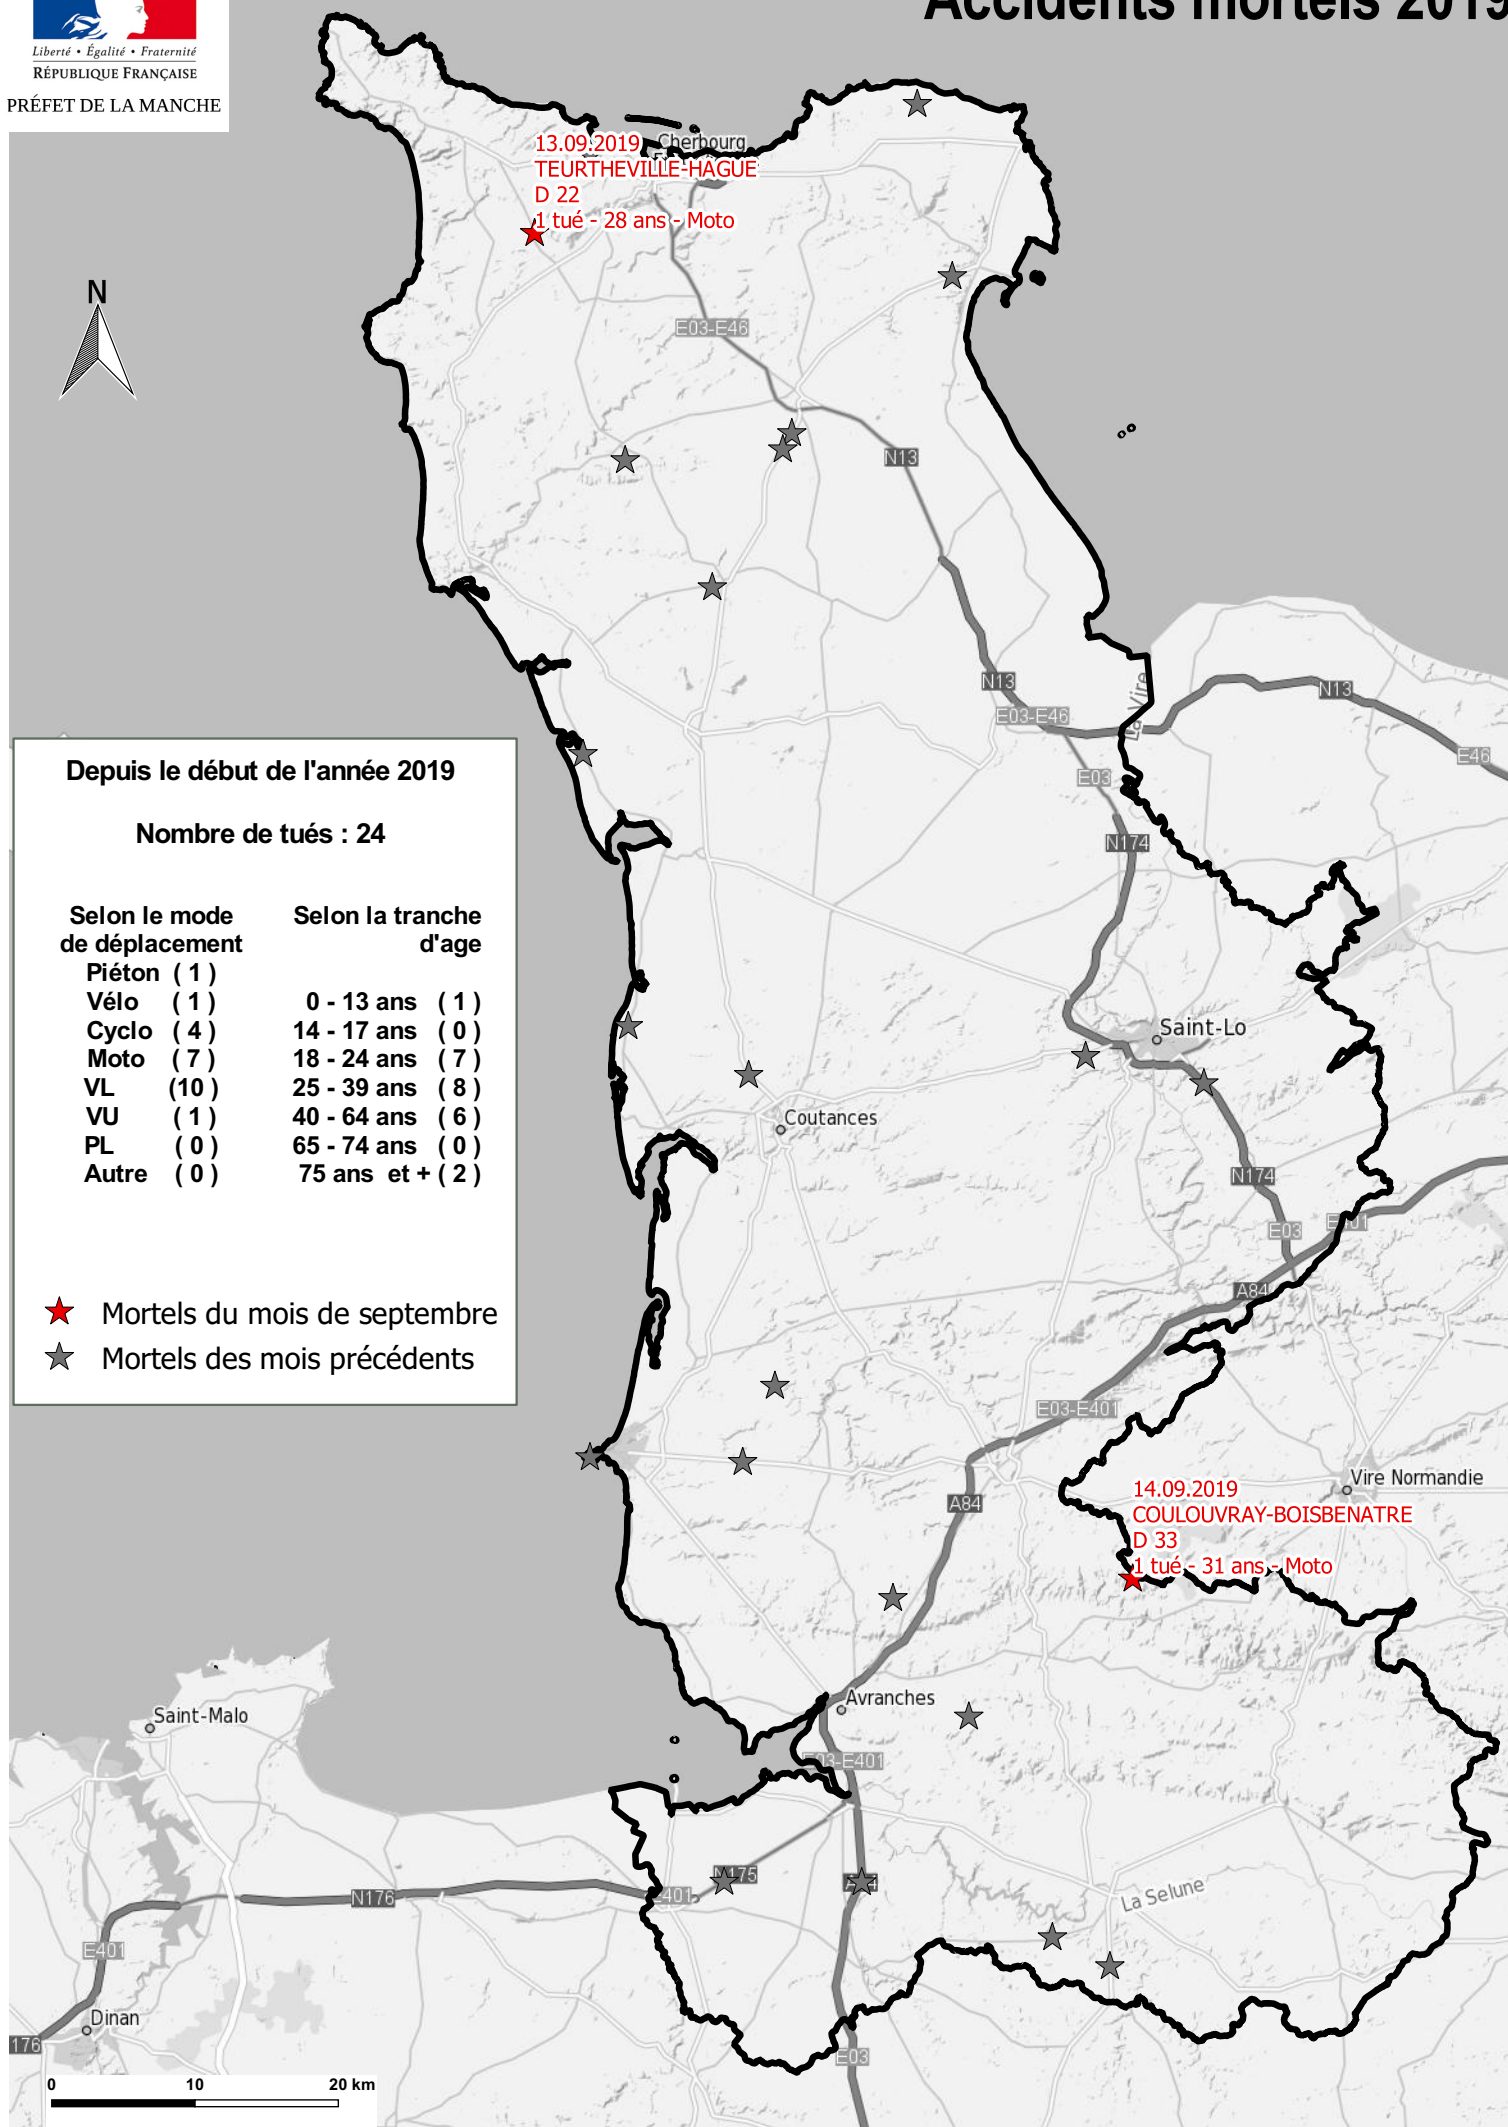 Accidents mortels 2019
Liberté • Égalité • Fraternité
RÉPUBLIQUE FRANÇAISE
PRÉFET DE LA MANCHE
N
13.09.2019
TEURTHEVILLE-HAGUE
D 22
1 tué - 28 ans - Moto
Cherbourg
E03-E46
N13
N13
E03-E46
La Vire
N13
E46
E03
N174
Depuis le début de l'année 2019
Nombre de tués : 24
Selon le mode
de déplacement
Piéton ( 1 )
Vélo ( 1 )
Cyclo ( 4 )
Moto ( 7 )
VL (10 )
VU ( 1 )
PL ( 0 )
Autre ( 0 )
Selon la tranche
d'age
0 - 13 ans ( 1 )
14 - 17 ans ( 0 )
18 - 24 ans ( 7 )
25 - 39 ans ( 8 )
40 - 64 ans ( 6 )
65 - 74 ans ( 0 )
75 ans et + ( 2 )
Mortels du mois de septembre
Mortels des mois précédents
Saint-Lo
Coutances
N174
E03
E401
A84
E03-E401
A84
Vire Normandie
14.09.2019
COULOUVRAY-BOISBENATRE
D 33
1 tué - 31 ans - Moto
Avranches
Saint-Malo
E03-E401
N175
E401
N176
La Selune
E401
Dinan
176
E03
0 10 20 km